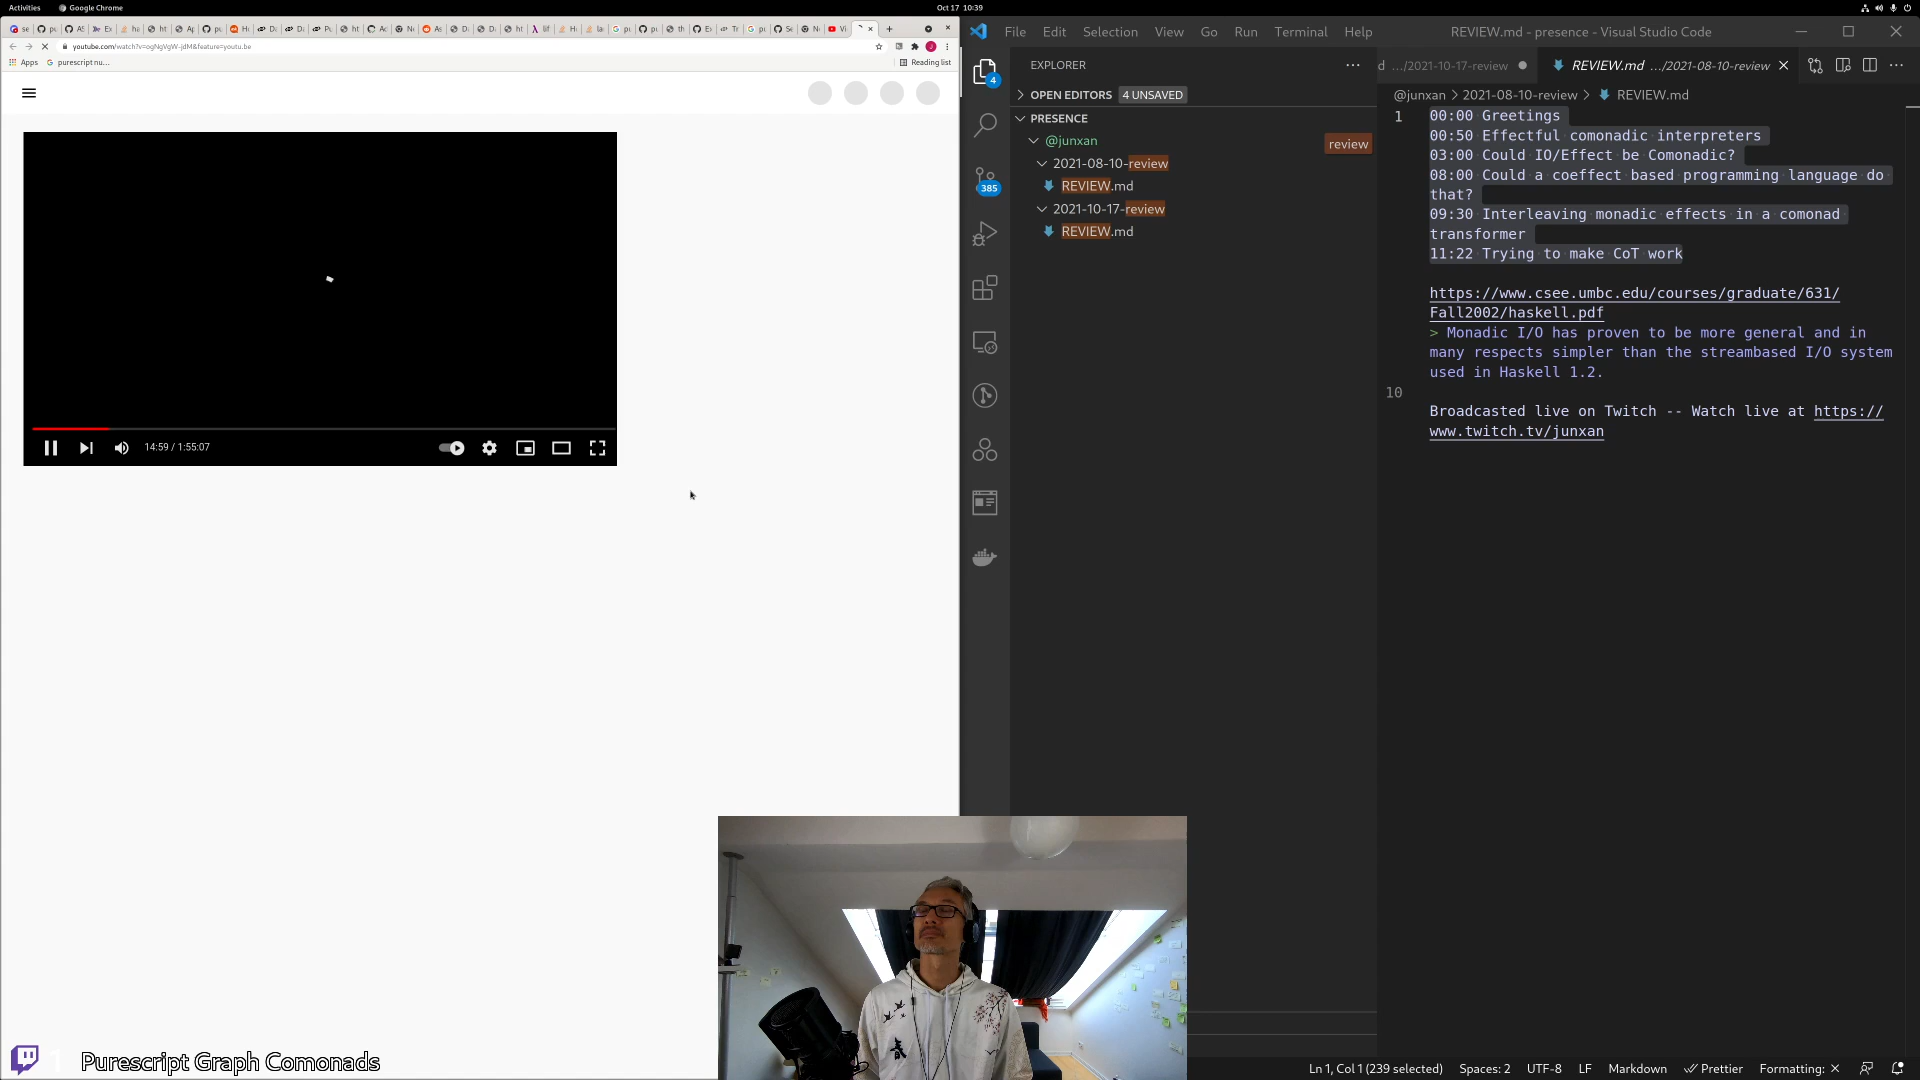 Activities
Google Chrome
Oct 17 10:39
youtube.com/watch?v=ogNgVgW-jdM&feature=youtu.be
Apps
purescript nu...
Reading list
14:59 / 1:55:07
Purescript Graph Comonads
File Edit Selection View Go Run Terminal Help
REVIEW.md - presence - Visual Studio Code
EXPLORER
OPEN EDITORS 4 UNSAVED
PRESENCE
@junxan
review
2021-08-10-review
REVIEW.md
2021-10-17-review
REVIEW.md
4
385
d .../2021-10-17-review
REVIEW.md .../2021-08-10-review
@junxan > 2021-08-10-review > REVIEW.md
1
00:00 Greetings
00:50 Effectful comonadic interpreters
03:00 Could IO/Effect be Comonadic?
08:00 Could a coeffect based programming language do
that?
09:30 Interleaving monadic effects in a comonad
transformer
11:22 Trying to make CoT work
https://www.csee.umbc.edu/courses/graduate/631/
Fall2002/haskell.pdf
> Monadic I/O has proven to be more general and in
many respects simpler than the streambased I/O system
used in Haskell 1.2.
10
Broadcasted live on Twitch -- Watch live at https://
www.twitch.tv/junxan
Ln 1, Col 1 (239 selected)
Spaces: 2
UTF-8
LF
Markdown
Prettier
Formatting: ✕